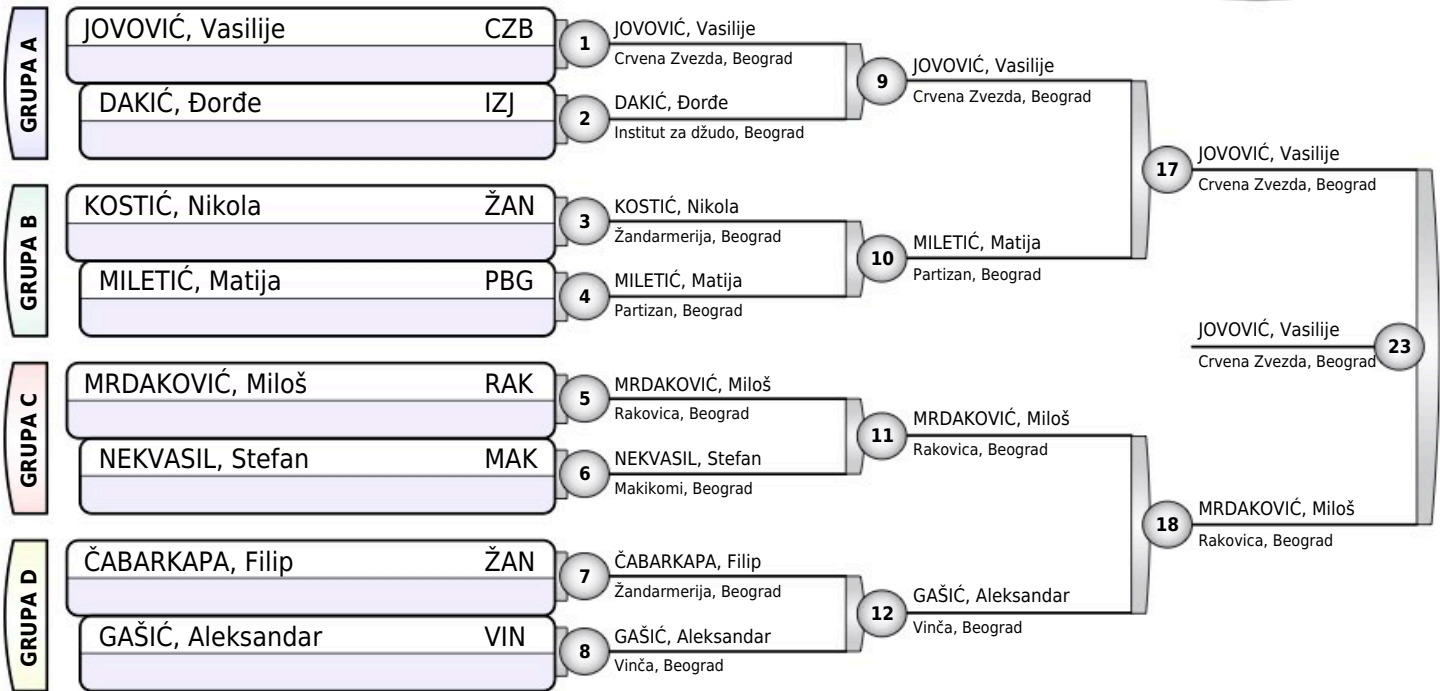 GRUPA A
JOVOVIĆ, Vasilije CZB
DAKIĆ, Đorđe IZJ
GRUPA B
KOSTIĆ, Nikola ŽAN
MILETIĆ, Matija PBG
GRUPA C
MRDAKOVIĆ, Miloš RAK
NEKVASIL, Stefan MAK
GRUPA D
ČABARKAPA, Filip ŽAN
GAŠIĆ, Aleksandar VIN
1
JOVOVIĆ, Vasilije
Crvena Zvezda, Beograd
2
DAKIĆ, Đorđe
Institut za džudo, Beograd
3
KOSTIĆ, Nikola
Žandarmerija, Beograd
4
MILETIĆ, Matija
Partizan, Beograd
5
MRDAKOVIĆ, Miloš
Rakovica, Beograd
6
NEKVASIL, Stefan
Makikomi, Beograd
7
ČABARKAPA, Filip
Žandarmerija, Beograd
8
GAŠIĆ, Aleksandar
Vinča, Beograd
9
JOVOVIĆ, Vasilije
Crvena Zvezda, Beograd
10
MILETIĆ, Matija
Partizan, Beograd
11
MRDAKOVIĆ, Miloš
Rakovica, Beograd
12
GAŠIĆ, Aleksandar
Vinča, Beograd
17
JOVOVIĆ, Vasilije
Crvena Zvezda, Beograd
18
MRDAKOVIĆ, Miloš
Rakovica, Beograd
JOVOVIĆ, Vasilije
Crvena Zvezda, Beograd
23